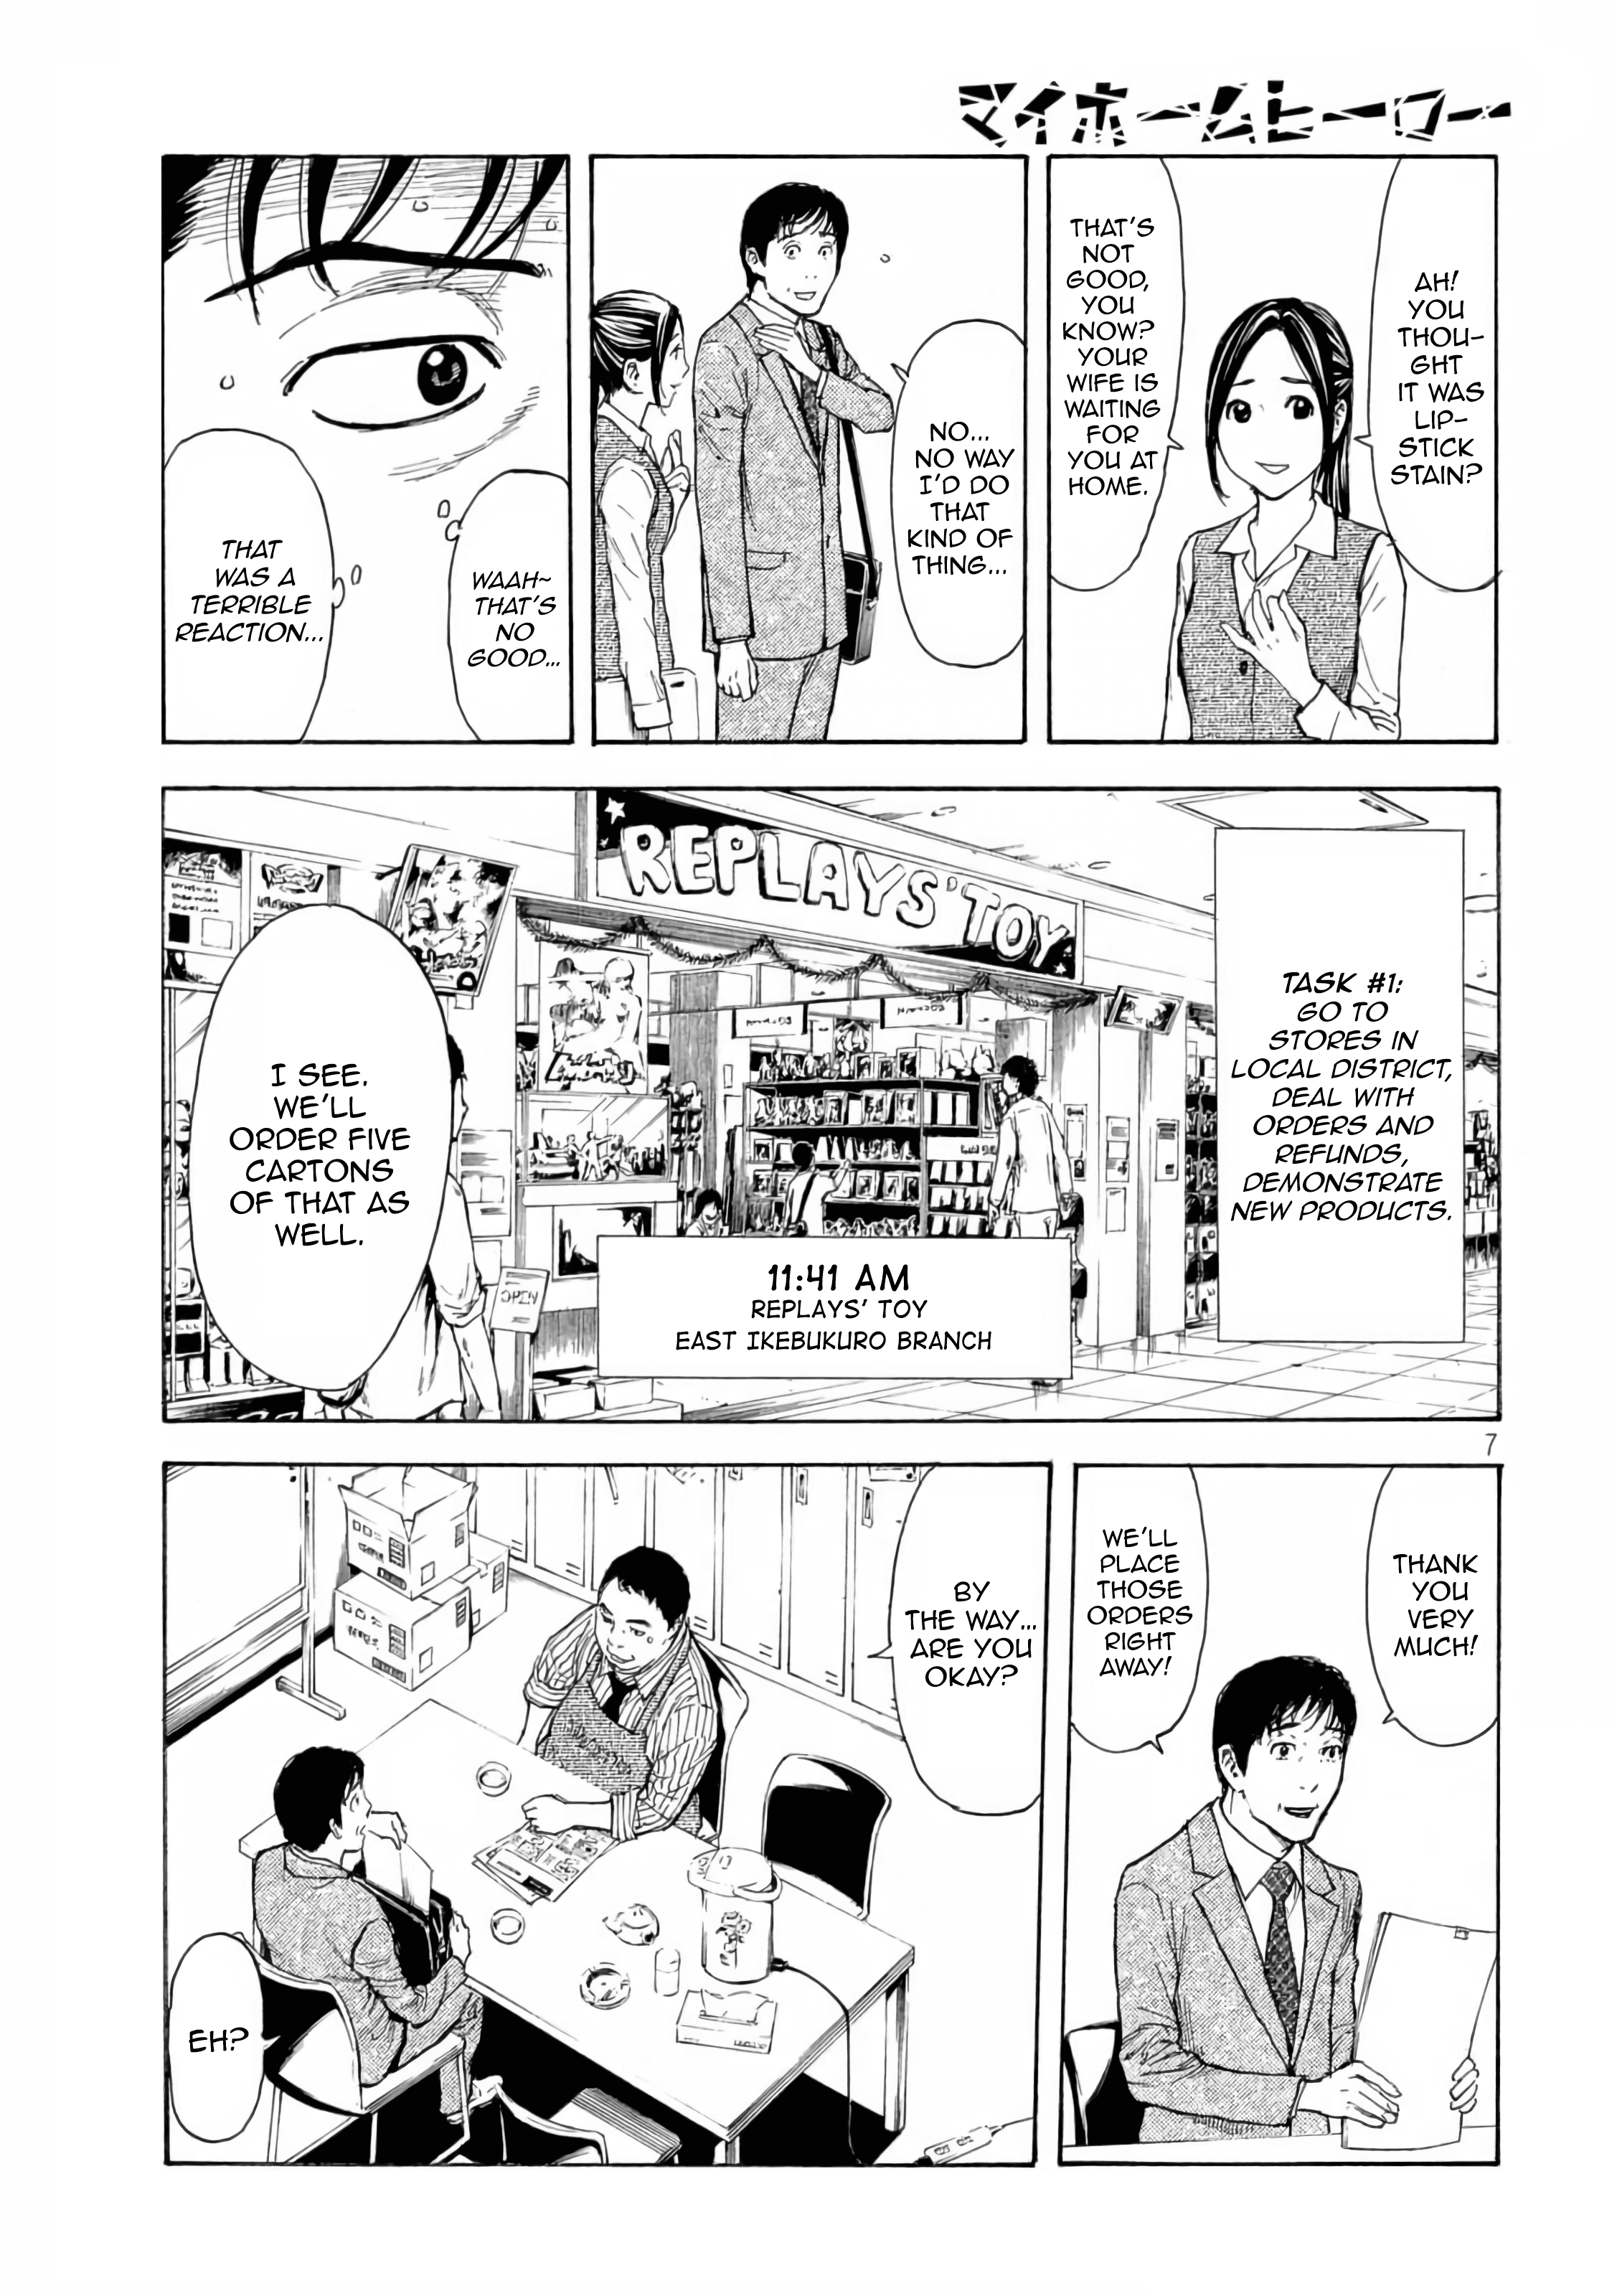 マイホームヒーロー
AH!
YOU
THOU-
GHT
IT WAS
LIP-
STICK
STAIN?
THAT'S
NOT
GOOD,
YOU
KNOW?
YOUR
WIFE IS
WAITING
FOR
YOU AT
HOME.
NO...
NO WAY
I'D DO
THAT
KIND OF
THING...
WAAH~
THAT'S
NO
GOOD...
THAT
WAS A
TERRIBLE
REACTION...
REPLAYS' TOY
TASK #1:
GO TO
STORES IN
LOCAL DISTRICT,
DEAL WITH
ORDERS AND
REFUNDS,
DEMONSTRATE
NEW PRODUCTS.
11:41 AM
REPLAYS' TOY
EAST IKEBUKURO BRANCH
OPEN
I SEE.
WE'LL
ORDER FIVE
CARTONS
OF THAT AS
WELL.
7
THANK
YOU
VERY
MUCH!
WE'LL
PLACE
THOSE
ORDERS
RIGHT
AWAY!
BY
THE WAY...
ARE YOU
OKAY?
EH?